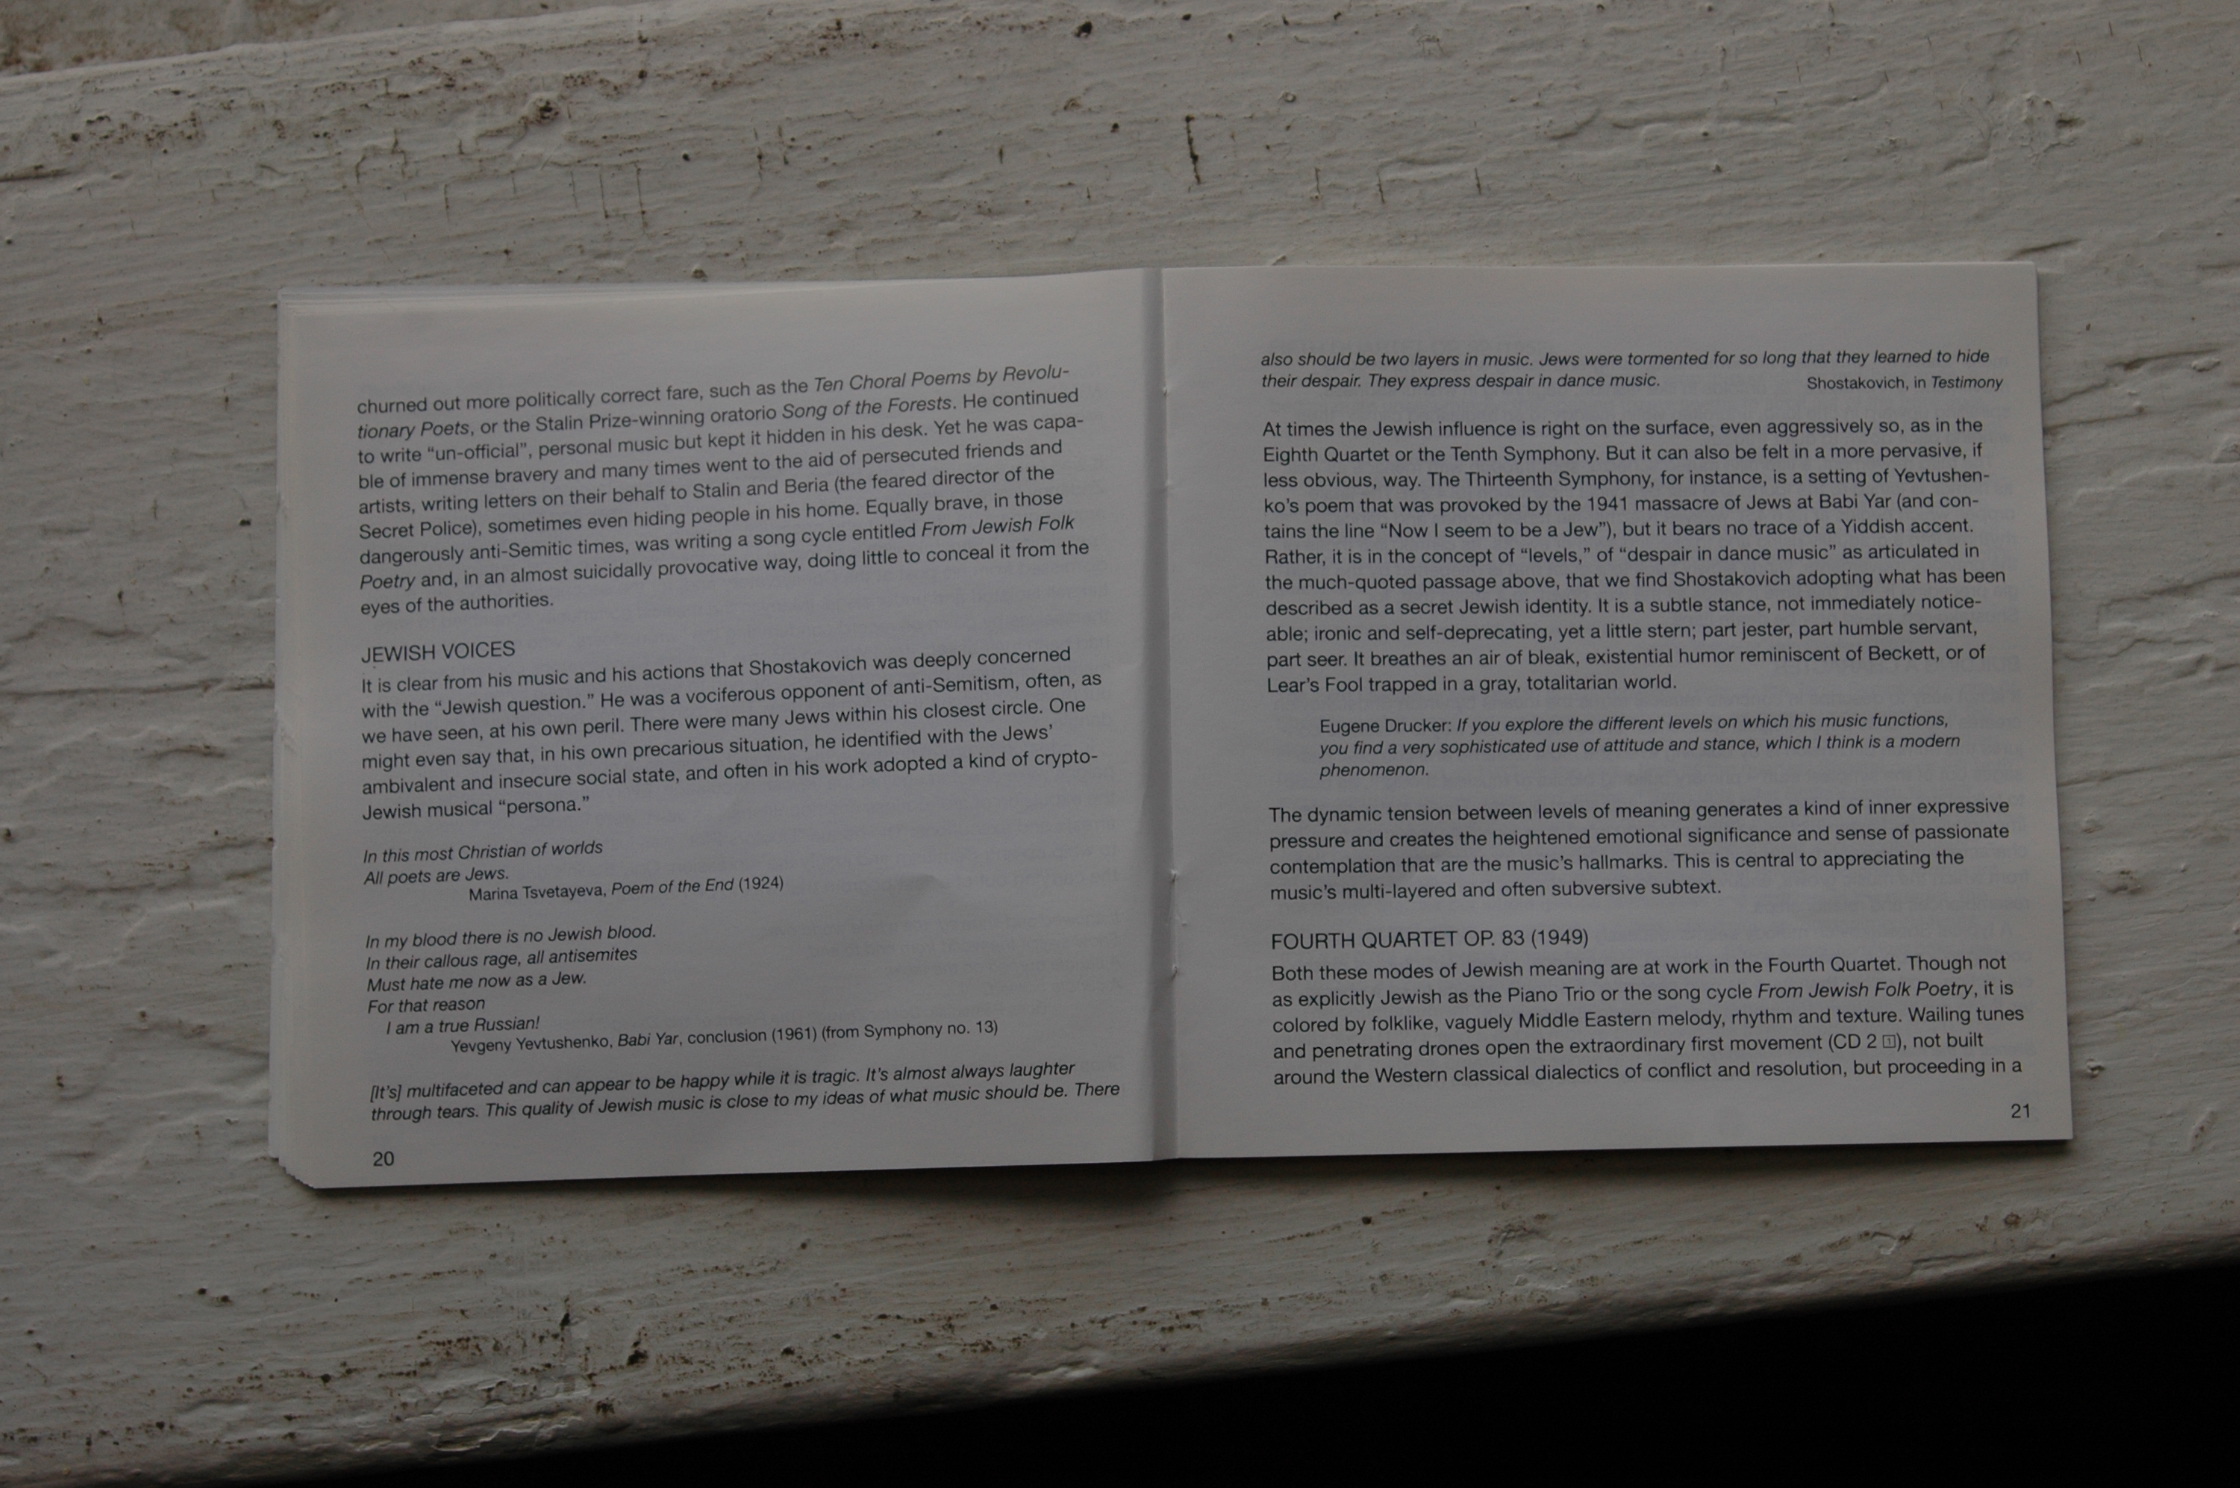 churned out more politically correct fare, such as the Ten Choral Poems by Revolu-
tionary Poets, or the Stalin Prize-winning oratorio Song of the Forests. He continued
to write “un-official”, personal music but kept it hidden in his desk. Yet he was capa-
ble of immense bravery and many times went to the aid of persecuted friends and
artists, writing letters on their behalf to Stalin and Beria (the feared director of the
Secret Police), sometimes even hiding people in his home. Equally brave, in those
dangerously anti-Semitic times, was writing a song cycle entitled From Jewish Folk
Poetry and, in an almost suicidally provocative way, doing little to conceal it from the
eyes of the authorities.
JEWISH VOICES
It is clear from his music and his actions that Shostakovich was deeply concerned
with the “Jewish question.” He was a vociferous opponent of anti-Semitism, often, as
we have seen, at his own peril. There were many Jews within his closest circle. One
might even say that, in his own precarious situation, he identified with the Jews’
ambivalent and insecure social state, and often in his work adopted a kind of crypto-
Jewish musical “persona.”
In this most Christian of worlds
All poets are Jews.
Marina Tsvetayeva, Poem of the End (1924)
In my blood there is no Jewish blood.
In their callous rage, all antisemites
Must hate me now as a Jew.
For that reason
I am a true Russian!
Yevgeny Yevtushenko, Babi Yar, conclusion (1961) (from Symphony no. 13)
[It’s] multifaceted and can appear to be happy while it is tragic. It’s almost always laughter
through tears. This quality of Jewish music is close to my ideas of what music should be. There
20
also should be two layers in music. Jews were tormented for so long that they learned to hide
their despair. They express despair in dance music. Shostakovich, in Testimony
At times the Jewish influence is right on the surface, even aggressively so, as in the
Eighth Quartet or the Tenth Symphony. But it can also be felt in a more pervasive, if
less obvious, way. The Thirteenth Symphony, for instance, is a setting of Yevtushen-
ko’s poem that was provoked by the 1941 massacre of Jews at Babi Yar (and con-
tains the line “Now I seem to be a Jew”), but it bears no trace of a Yiddish accent.
Rather, it is in the concept of “levels,” of “despair in dance music” as articulated in
the much-quoted passage above, that we find Shostakovich adopting what has been
described as a secret Jewish identity. It is a subtle stance, not immediately notice-
able; ironic and self-deprecating, yet a little stern; part jester, part humble servant,
part seer. It breathes an air of bleak, existential humor reminiscent of Beckett, or of
Lear’s Fool trapped in a gray, totalitarian world.
Eugene Drucker: If you explore the different levels on which his music functions,
you find a very sophisticated use of attitude and stance, which I think is a modern
phenomenon.
The dynamic tension between levels of meaning generates a kind of inner expressive
pressure and creates the heightened emotional significance and sense of passionate
contemplation that are the music’s hallmarks. This is central to appreciating the
music’s multi-layered and often subversive subtext.
FOURTH QUARTET OP. 83 (1949)
Both these modes of Jewish meaning are at work in the Fourth Quartet. Though not
as explicitly Jewish as the Piano Trio or the song cycle From Jewish Folk Poetry, it is
colored by folklike, vaguely Middle Eastern melody, rhythm and texture. Wailing tunes
and penetrating drones open the extraordinary first movement (CD 2 1), not built
around the Western classical dialectics of conflict and resolution, but proceeding in a
21